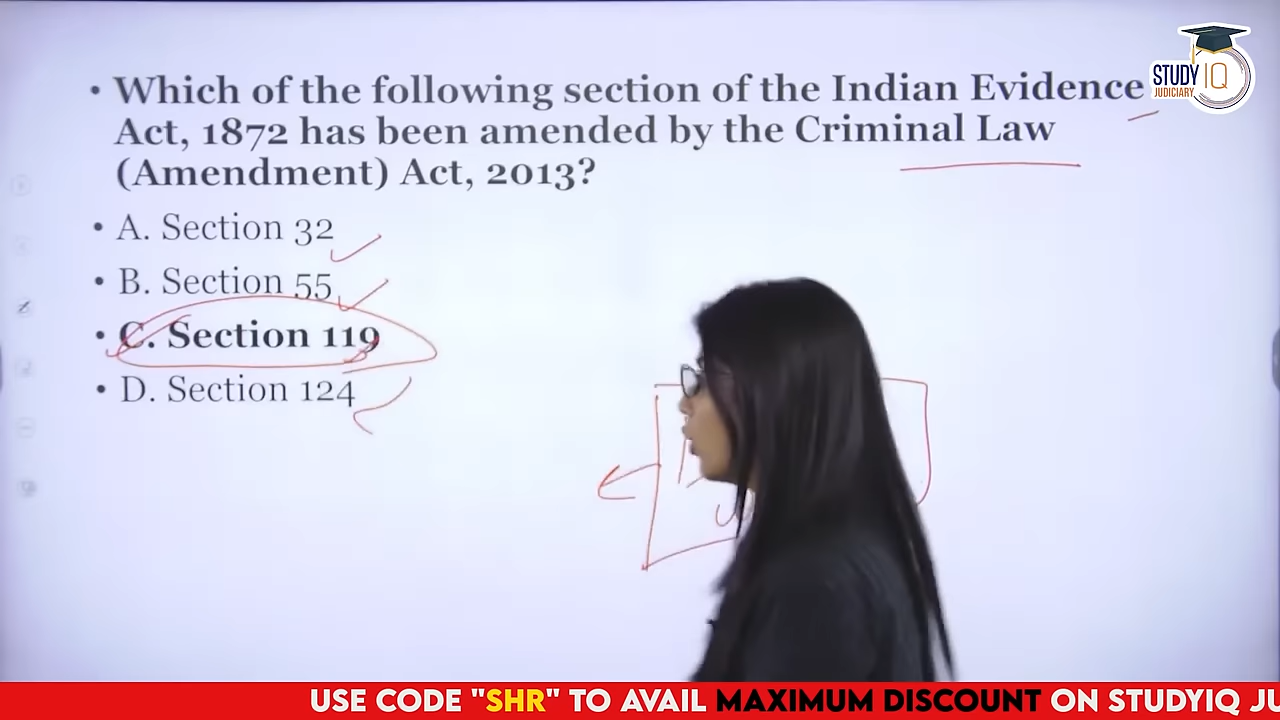 • Which of the following section of the Indian Evidence
Act, 1872 has been amended by the Criminal Law
(Amendment) Act, 2013?
• A. Section 32
• B. Section 55
• C. Section 119
• D. Section 124
STUDY IQ
JUDICIARY
USE CODE "SHR" TO AVAIL MAXIMUM DISCOUNT ON STUDYIQ JU